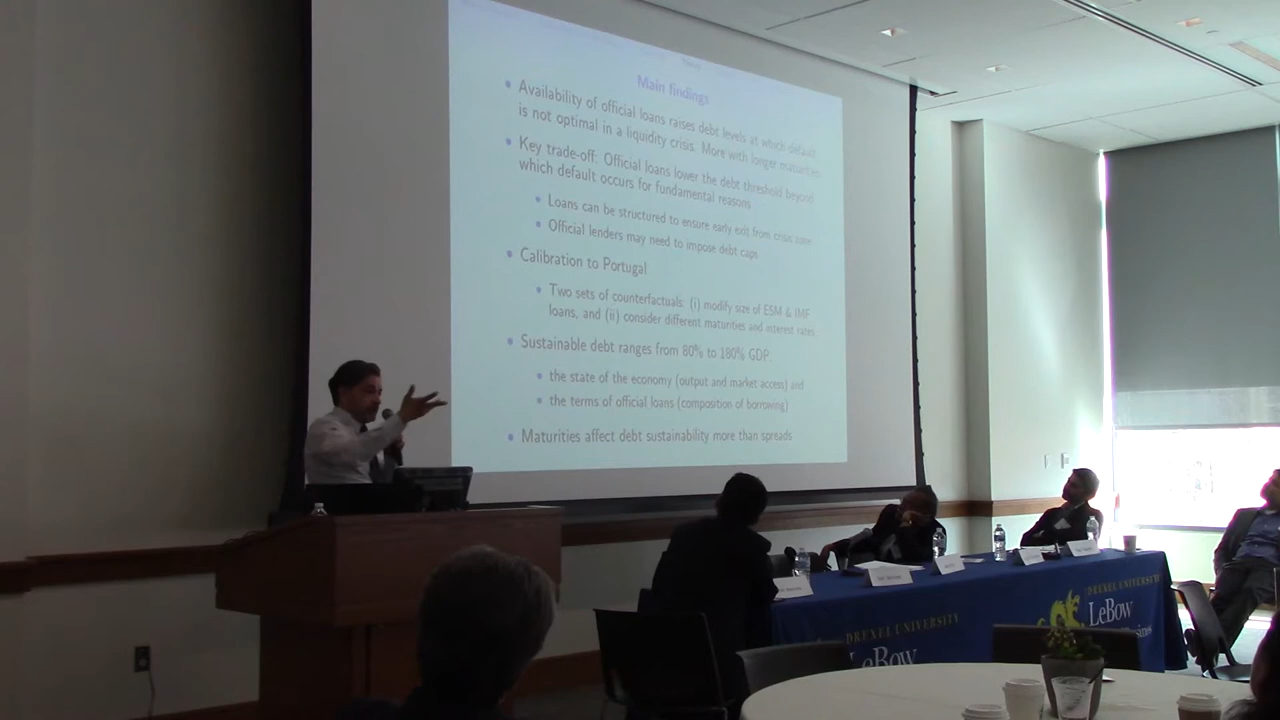 Main findings
Availability of official loans raises debt levels at which default
is not optimal in a liquidity crisis. More with longer maturities
Key trade-off: Official loans lower the debt threshold beyond
which default occurs for fundamental reasons
Loans can be structured to ensure early exit from crisis zone
Official lenders may need to impose debt caps
Calibration to Portugal
Two sets of counterfactuals: (i) modify size of ESM & IMF
loans, and (ii) consider different maturities and interest rates
Sustainable debt ranges from 80% to 180% GDP,
the state of the economy (output and market access) and
the terms of official loans (composition of borrowing)
Maturities affect debt sustainability more than spreads
DREXEL UNIVERSITY
LeBow
DREXEL UNIVERSITY
LeBow